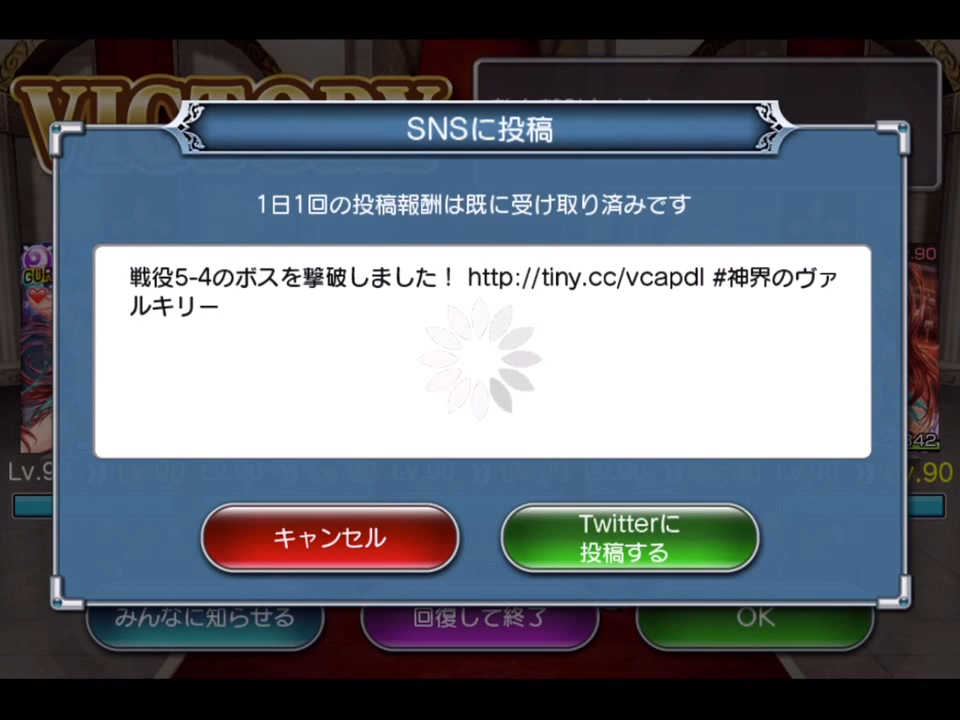 VICTORY
SNSに投稿
1日1回の投稿報酬は既に受け取り済みです
戦役5-4のボスを撃破しました！ http://tiny.cc/vcapdl #神界のヴァ
ルキリー
キャンセル
Twitterに
投稿する
Lv.90
みんなに知らせる
回復して終了
OK